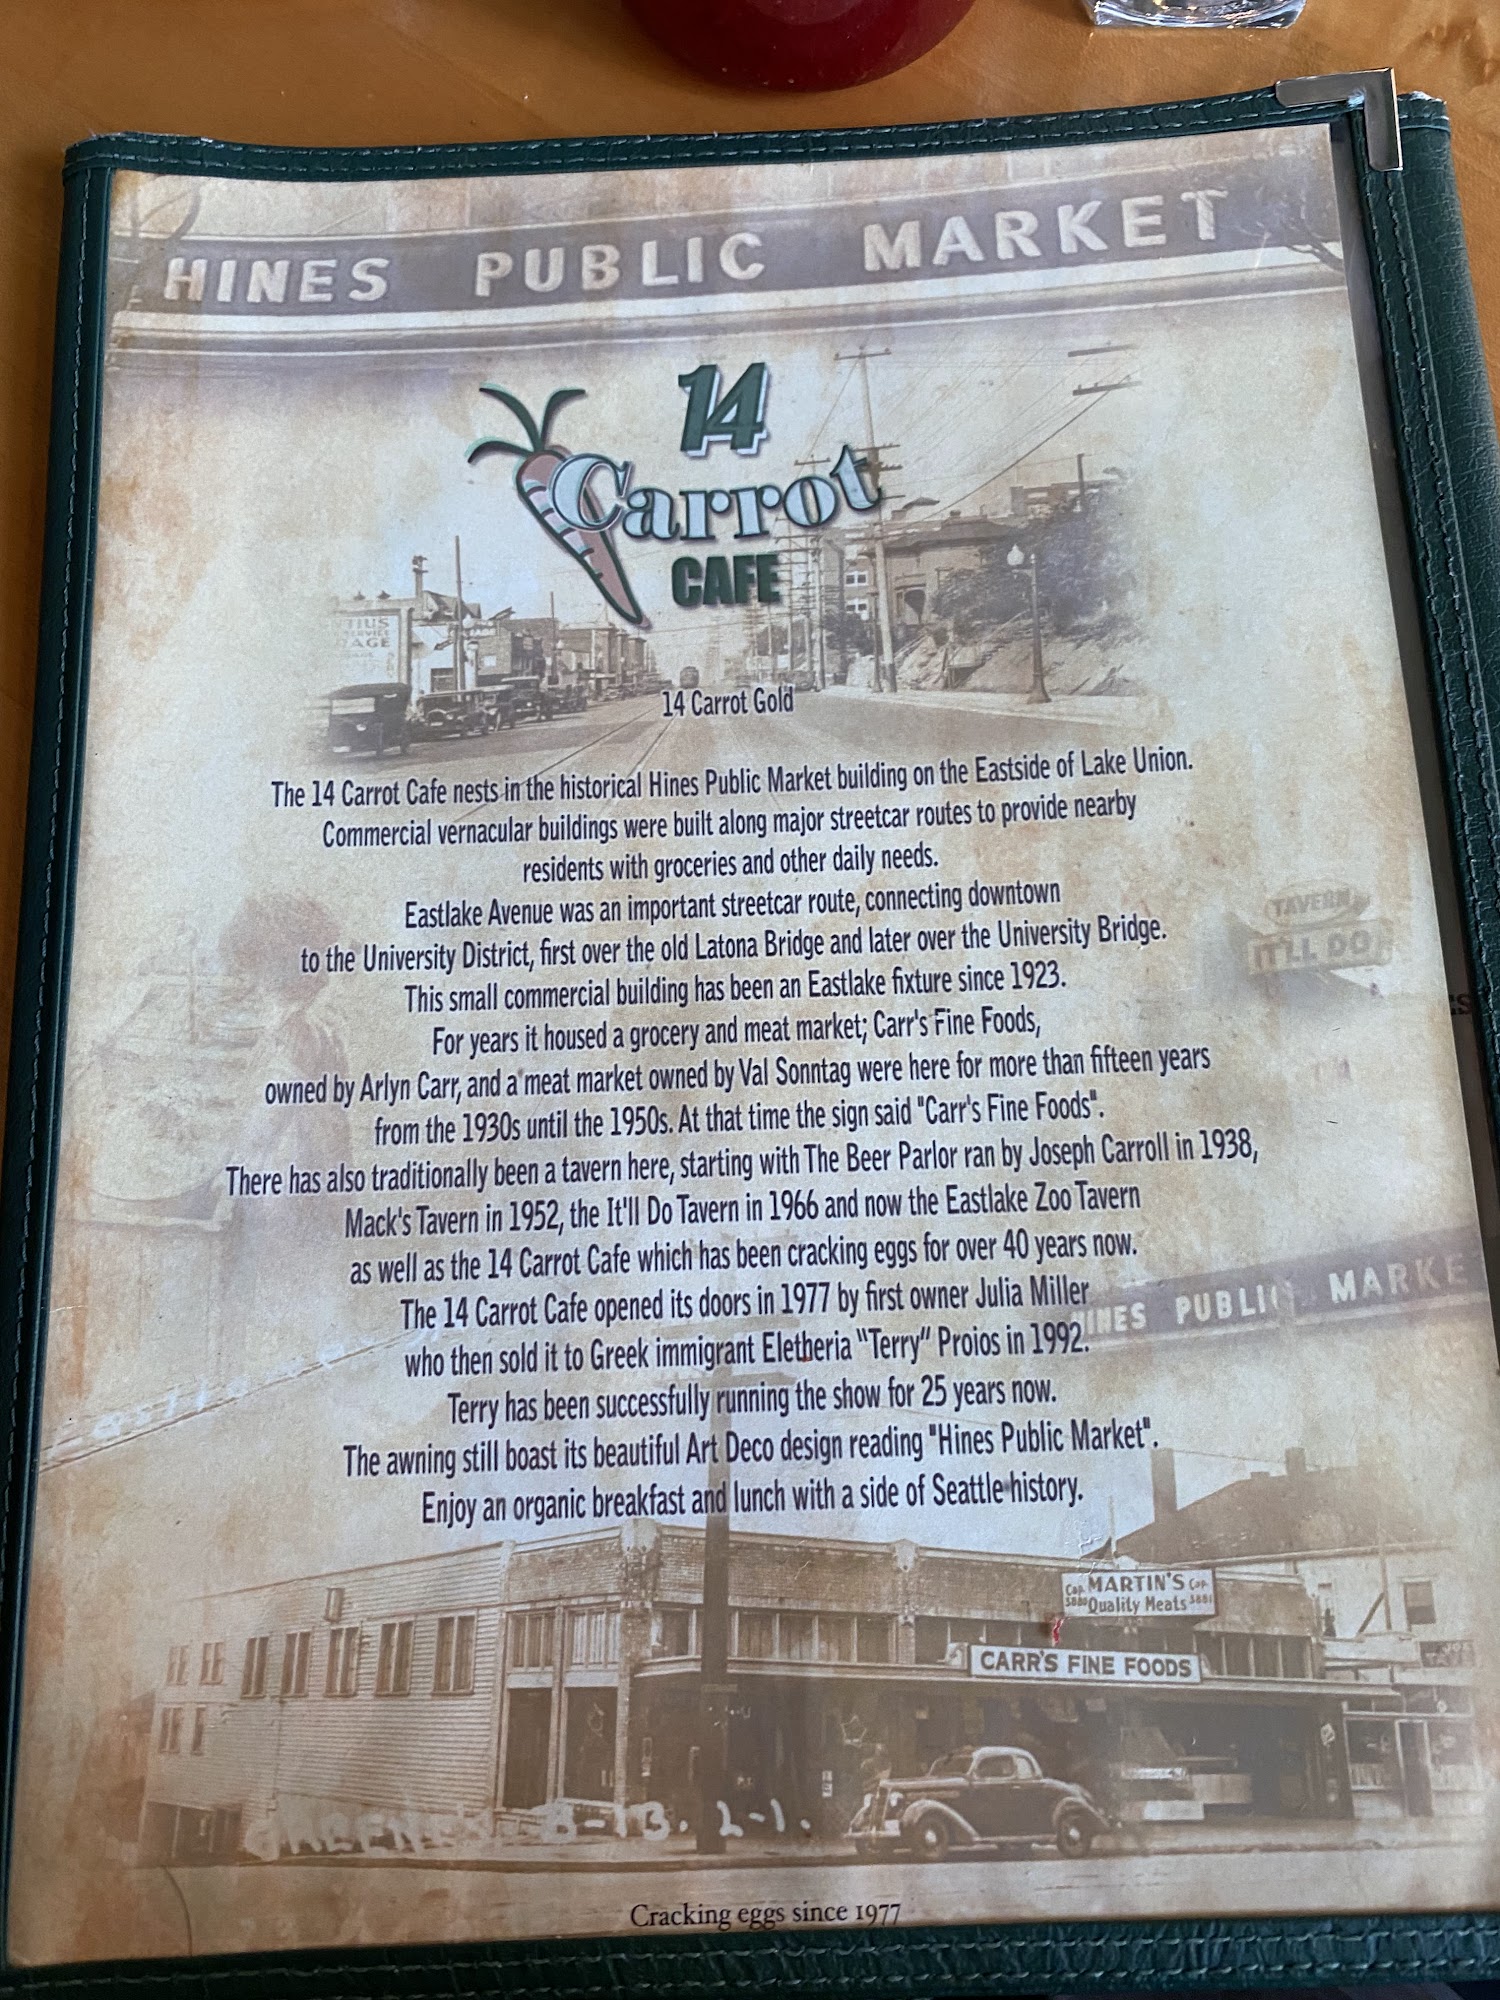 HINES PUBLIC MARKET
14
Carrot
CAFE
14 Carrot Gold
The 14 Carrot Cafe nests in the historical Hines Public Market building on the Eastside of Lake Union.
Commercial vernacular buildings were built along major streetcar routes to provide nearby
residents with groceries and other daily needs.
Eastlake Avenue was an important streetcar route, connecting downtown
to the University District, first over the old Latona Bridge and later over the University Bridge.
TAVERN
IT'LL DO
This small commercial building has been an Eastlake fixture since 1923.
For years it housed a grocery and meat market; Carr's Fine Foods,
owned by Arlyn Carr, and a meat market owned by Val Sonntag were here for more than fifteen years
from the 1930s until the 1950s. At that time the sign said "Carr's Fine Foods".
There has also traditionally been a tavern here, starting with The Beer Parlor ran by Joseph Carroll in 1938,
Mack's Tavern in 1952, the It'll Do Tavern in 1966 and now the Eastlake Zoo Tavern
as well as the 14 Carrot Cafe which has been cracking eggs for over 40 years now.
The 14 Carrot Cafe opened its doors in 1977 by first owner Julia Miller
HINES PUBLIC MARKE
who then sold it to Greek immigrant Eletheria "Terry" Proios in 1992.
Terry has been successfully running the show for 25 years now.
The awning still boast its beautiful Art Deco design reading "Hines Public Market".
Enjoy an organic breakfast and lunch with a side of Seattle history.
MARTIN'S
Quality Meats
CARR'S FINE FOODS
Cracking eggs since 1977